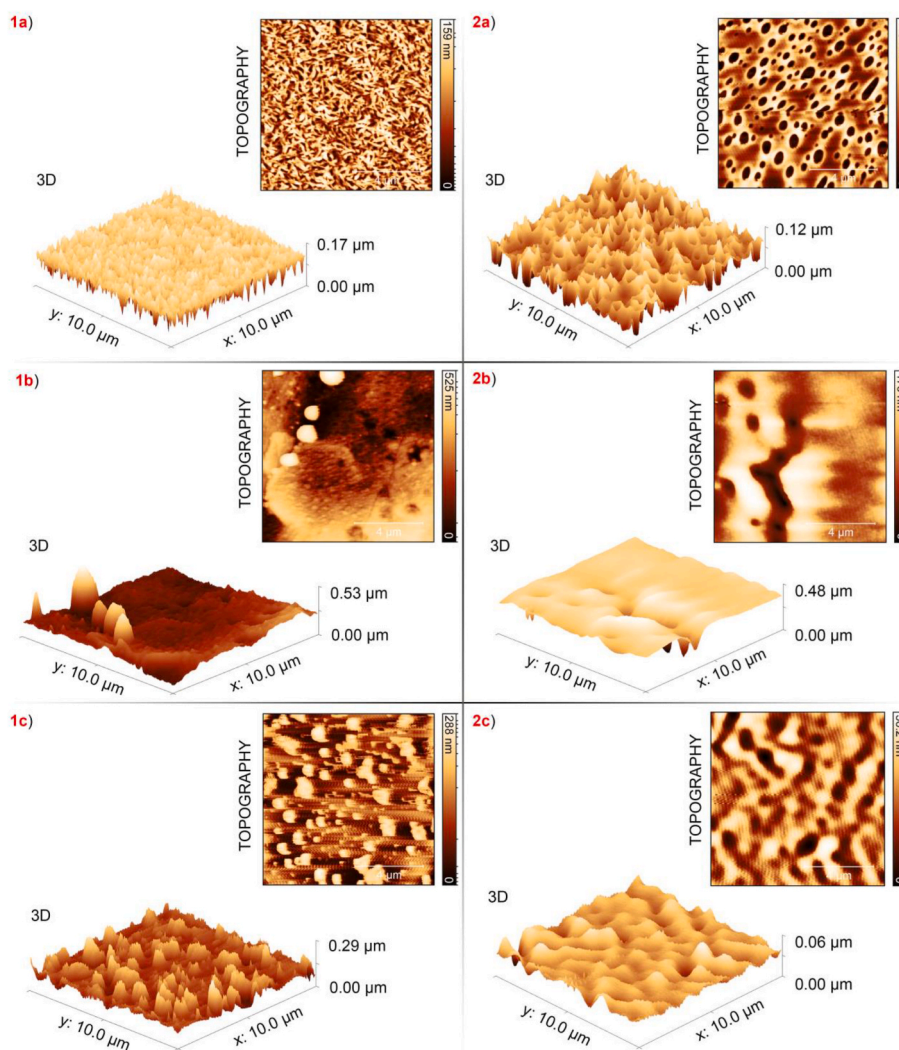 1a)
TOPOGRAPHY
159 nm
0
3D
0.17 µm
0.00 µm
y: 10.0 µm
x: 10.0 µm
2a)
TOPOGRAPHY
3D
0.12 µm
0.00 µm
y: 10.0 µm
x: 10.0 µm
1b)
TOPOGRAPHY
525 nm
0
4 µm
3D
0.53 µm
0.00 µm
y: 10.0 µm
x: 10.0 µm
2b)
TOPOGRAPHY
4 µm
3D
0.48 µm
0.00 µm
y: 10.0 µm
x: 10.0 µm
1c)
TOPOGRAPHY
288 nm
0
3D
0.29 µm
0.00 µm
y: 10.0 µm
x: 10.0 µm
2c)
TOPOGRAPHY
3D
0.06 µm
0.00 µm
y: 10.0 µm
x: 10.0 µm